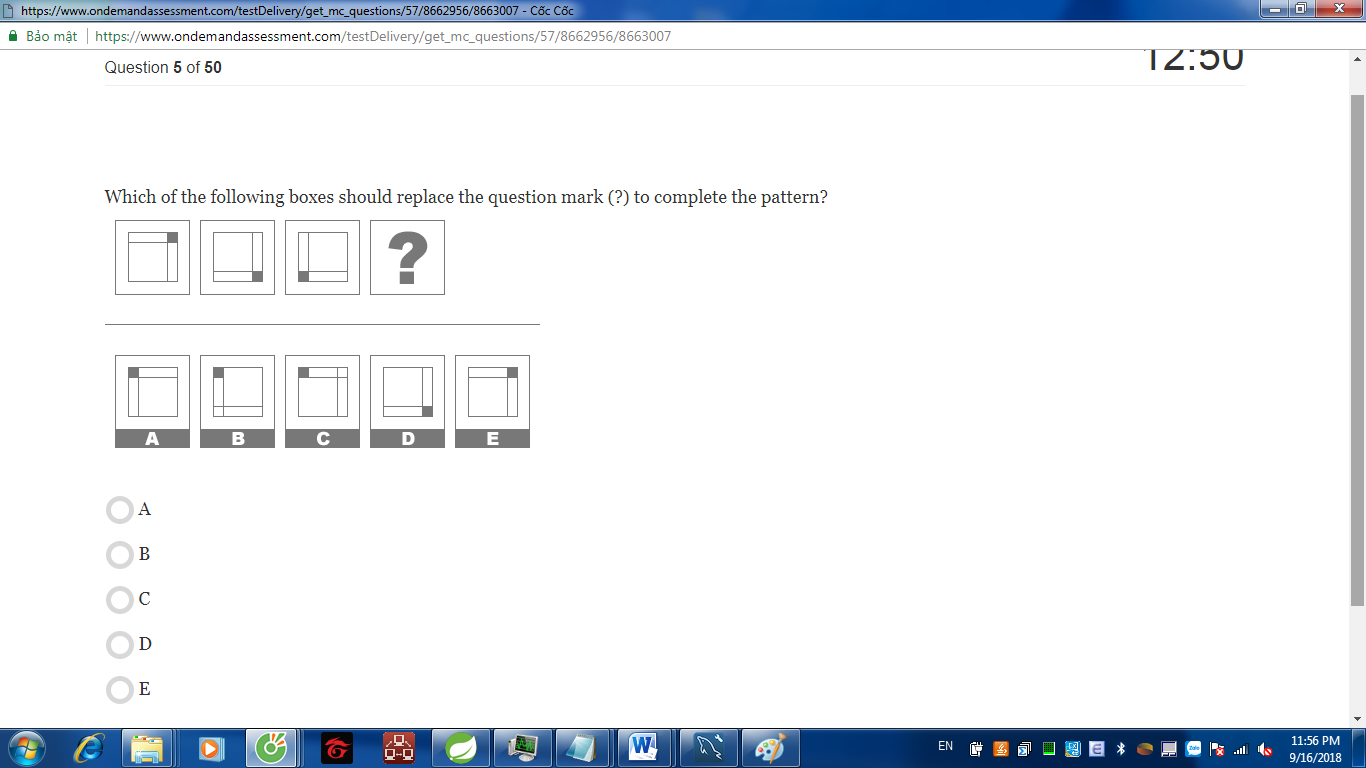 https://www.ondemandassessment.com/testDelivery/get_mc_questions/57/8662956/8663007 - Cốc Cốc
Bảo mật https://www.ondemandassessment.com/testDelivery/get_mc_questions/57/8662956/8663007
Question 5 of 50
12:50
Which of the following boxes should replace the question mark (?) to complete the pattern?
?
A B C D E
A
B
C
D
E
EN
11:56 PM
9/16/2018